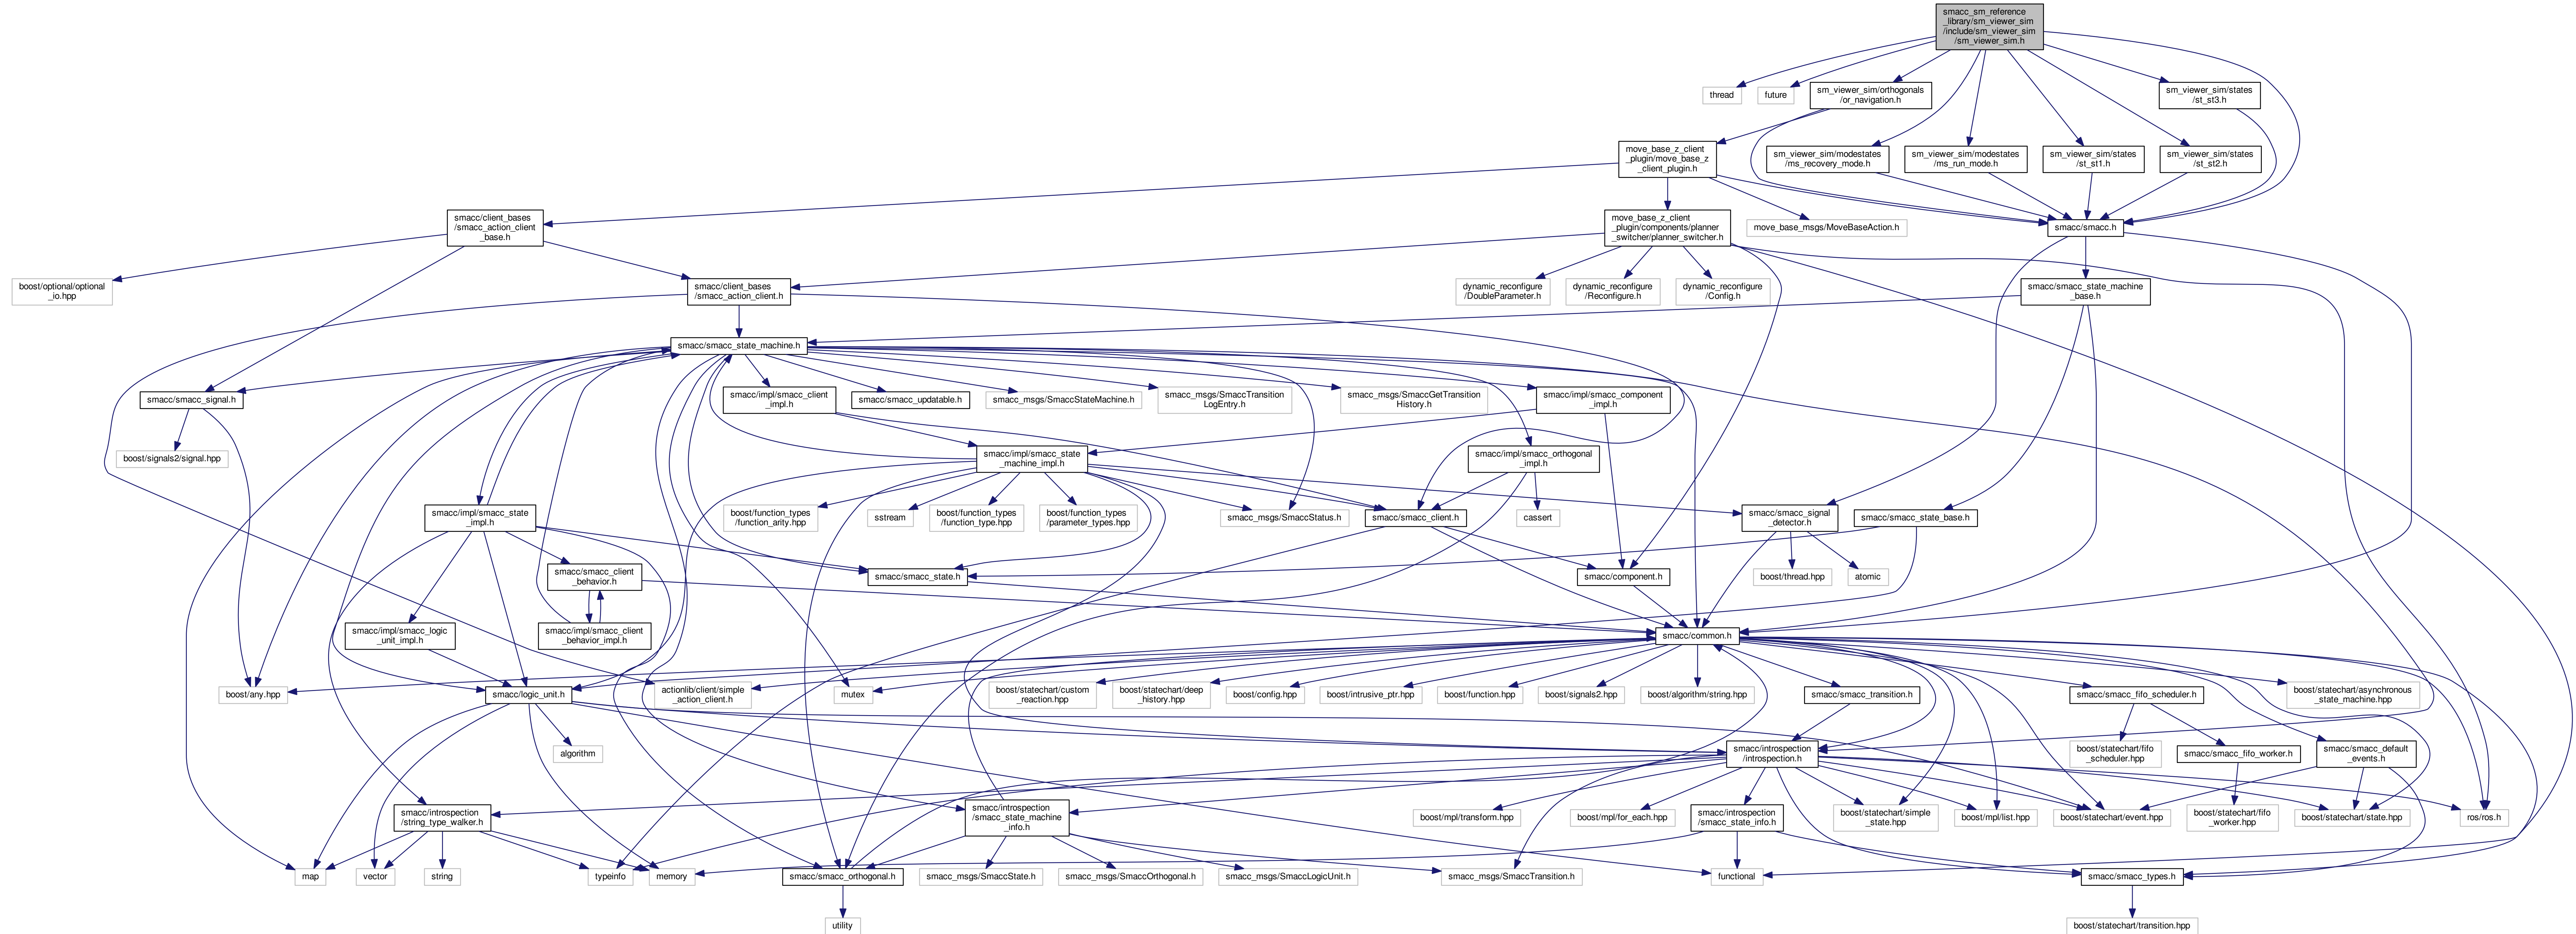 smacc_sm_reference
_library/sm_viewer_sim
/include/sm_viewer_sim
/sm_viewer_sim.h
thread
future
sm_viewer_sim/orthogonals
/or_navigation.h
sm_viewer_sim/states
/st_st3.h
move_base_z_client
_plugin/move_base_z
_client_plugin.h
sm_viewer_sim/modestates
/ms_recovery_mode.h
sm_viewer_sim/modestates
/ms_run_mode.h
sm_viewer_sim/states
/st_st1.h
sm_viewer_sim/states
/st_st2.h
smacc/client_bases
/smacc_action_client
_base.h
move_base_z_client
_plugin/components/planner
_switcher/planner_switcher.h
move_base_msgs/MoveBaseAction.h
smacc/smacc.h
boost/optional/optional
_io.hpp
smacc/client_bases
/smacc_action_client.h
dynamic_reconfigure
/DoubleParameter.h
dynamic_reconfigure
/Reconfigure.h
dynamic_reconfigure
/Config.h
smacc/smacc_state_machine
_base.h
smacc/smacc_state_machine.h
smacc/smacc_signal.h
smacc/impl/smacc_client
_impl.h
smacc/smacc_updatable.h
smacc_msgs/SmaccStateMachine.h
smacc_msgs/SmaccTransition
LogEntry.h
smacc_msgs/SmaccGetTransition
History.h
smacc/impl/smacc_component
_impl.h
boost/signals2/signal.hpp
smacc/impl/smacc_state
_machine_impl.h
smacc/impl/smacc_orthogonal
_impl.h
smacc/impl/smacc_state
_impl.h
boost/function_types
/function_arity.hpp
sstream
boost/function_types
/function_type.hpp
boost/function_types
/parameter_types.hpp
smacc_msgs/SmaccStatus.h
smacc/smacc_client.h
cassert
smacc/smacc_signal
_detector.h
smacc/smacc_state_base.h
smacc/smacc_client
_behavior.h
smacc/smacc_state.h
smacc/component.h
boost/thread.hpp
atomic
smacc/impl/smacc_logic
_unit_impl.h
smacc/impl/smacc_client
_behavior_impl.h
smacc/common.h
boost/any.hpp
smacc/logic_unit.h
actionlib/client/simple
_action_client.h
mutex
boost/statechart/custom
_reaction.hpp
boost/statechart/deep
_history.hpp
boost/config.hpp
boost/intrusive_ptr.hpp
boost/function.hpp
boost/signals2.hpp
boost/algorithm/string.hpp
smacc/smacc_transition.h
smacc/smacc_fifo_scheduler.h
boost/statechart/asynchronous
_state_machine.hpp
algorithm
smacc/introspection
/introspection.h
boost/statechart/fifo
_scheduler.hpp
smacc/smacc_fifo_worker.h
smacc/smacc_default
_events.h
smacc/introspection
/string_type_walker.h
smacc/introspection
/smacc_state_machine
_info.h
boost/mpl/transform.hpp
boost/mpl/for_each.hpp
smacc/introspection
/smacc_state_info.h
boost/statechart/simple
_state.hpp
boost/mpl/list.hpp
boost/statechart/event.hpp
boost/statechart/fifo
_worker.hpp
boost/statechart/state.hpp
ros/ros.h
map
vector
string
typeinfo
memory
smacc/smacc_orthogonal.h
smacc_msgs/SmaccState.h
smacc_msgs/SmaccOrthogonal.h
smacc_msgs/SmaccLogicUnit.h
smacc_msgs/SmaccTransition.h
functional
smacc/smacc_types.h
utility
boost/statechart/transition.hpp